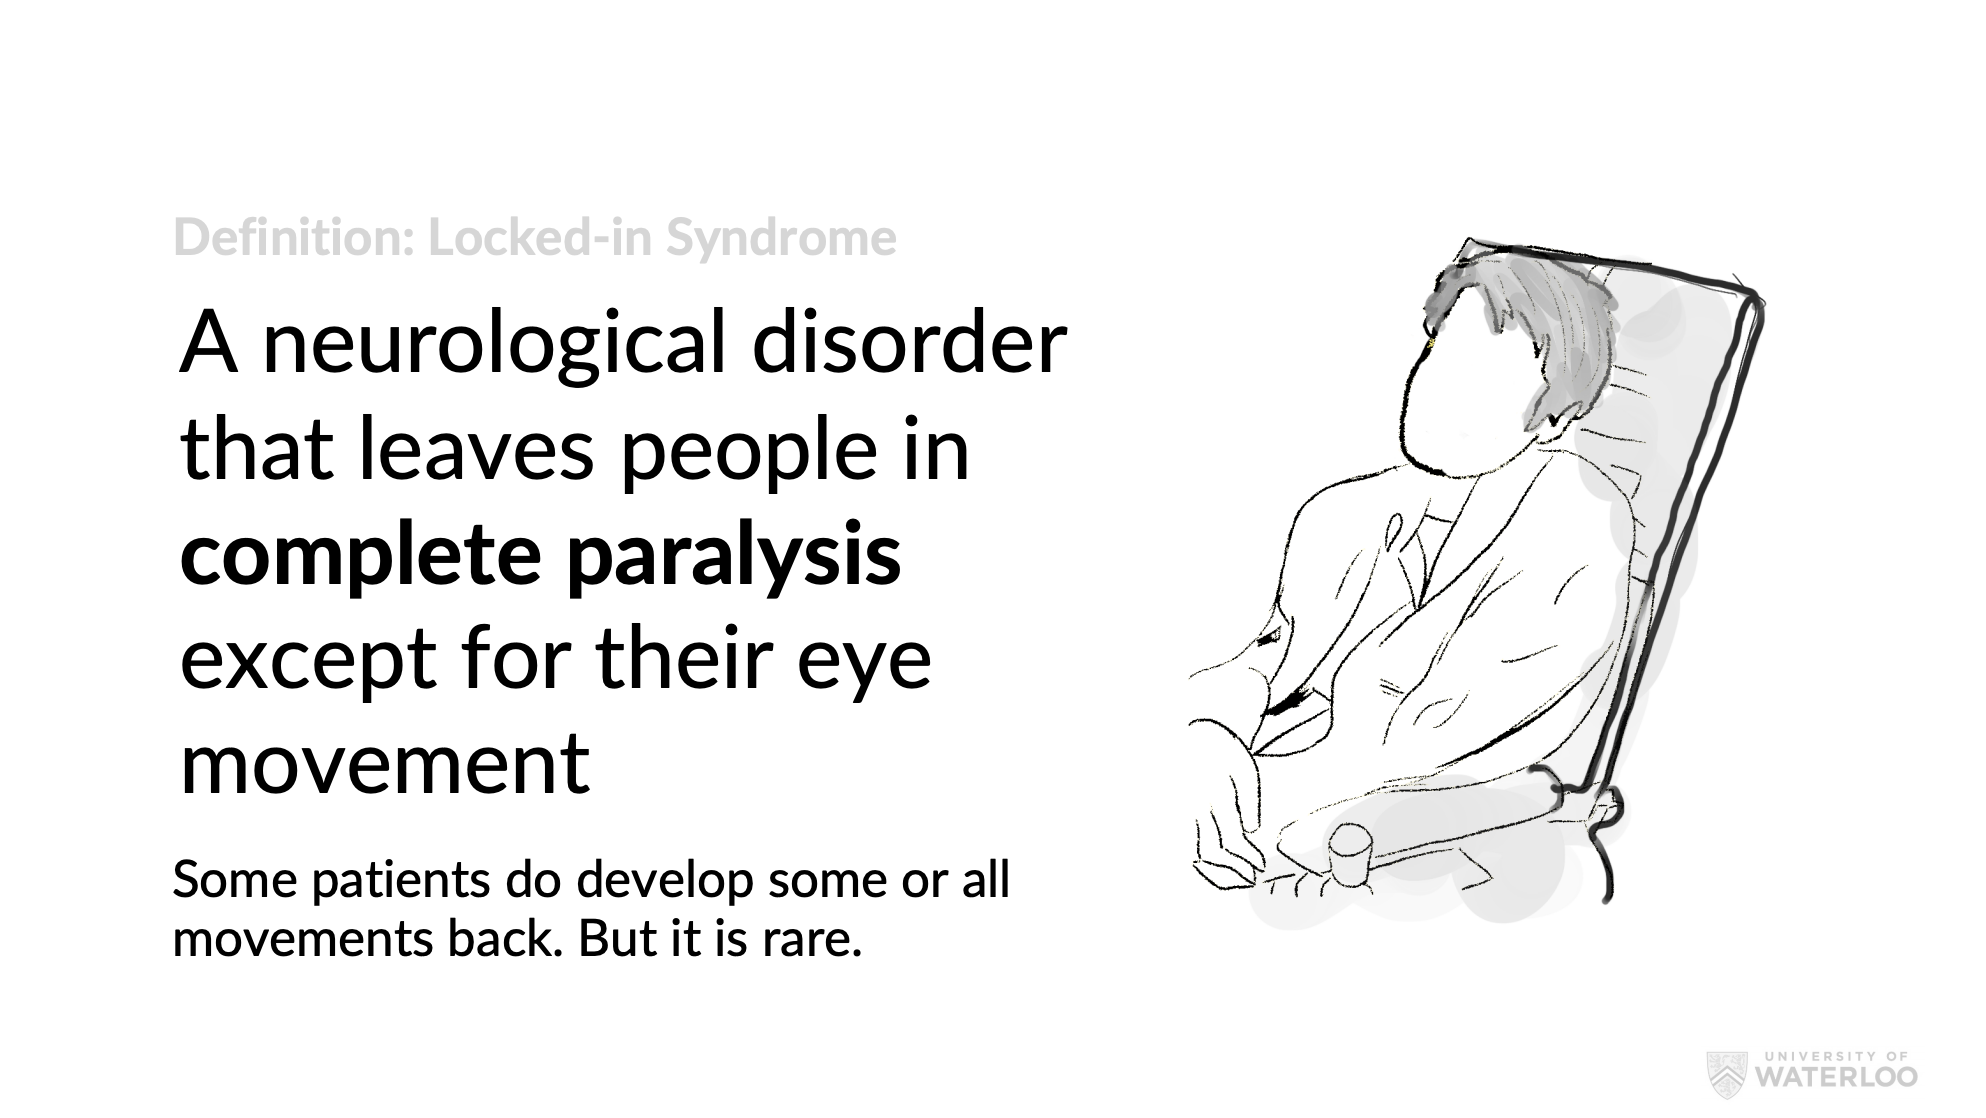 Definition: Locked-in Syndrome
A neurological disorder
that leaves people in
complete paralysis
except for their eye
movement
Some patients do develop some or all
movements back. But it is rare.
UNIVERSITY OF
WATERLOO